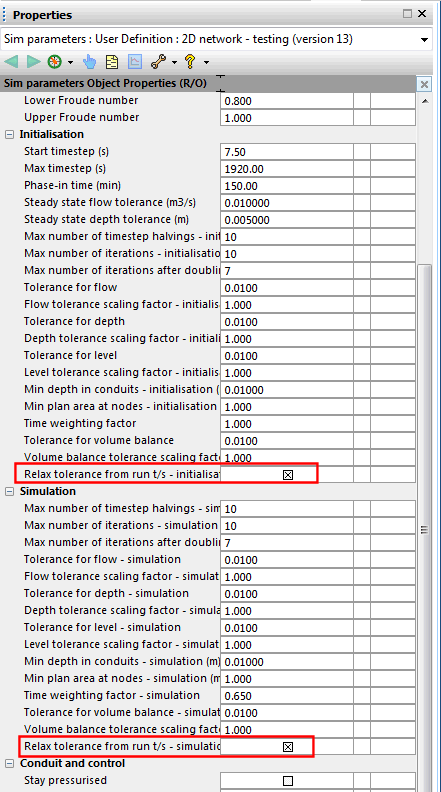 Properties
Sim parameters : User Definition : 2D network - testing (version 13)
Sim parameters Object Properties (R/O)
Lower Froude number 0.800
Upper Froude number 1.000
Initialisation
Start timestep (s) 7.50
Max timestep (s) 1920.00
Phase-in time (min) 150.00
Steady state flow tolerance (m3/s) 0.010000
Steady state depth tolerance (m) 0.005000
Max number of timestep halvings - init 10
Max number of iterations - initialisatio 10
Max number of iterations after doublin 7
Tolerance for flow 0.0100
Flow tolerance scaling factor - initialis 1.000
Tolerance for depth 0.0100
Depth tolerance scaling factor - initiali 1.000
Tolerance for level 0.0100
Level tolerance scaling factor - initialis 1.000
Min depth in conduits - initialisation ( 0.01000
Min plan area at nodes - initialisation 1.000
Time weighting factor 1.000
Tolerance for volume balance 0.0100
Volume balance tolerance scaling facto 1.000
Relax tolerance from run t/s - initialisat
Simulation
Max number of timestep halvings - sim 10
Max number of iterations - simulation 10
Max number of iterations after doublin 7
Tolerance for flow - simulation 0.0100
Flow tolerance scaling factor - simulat 1.000
Tolerance for depth - simulation 0.0100
Depth tolerance scaling factor - simula 1.000
Tolerance for level - simulation 0.0100
Level tolerance scaling factor - simulat 1.000
Min depth in conduits - simulation (m) 0.01000
Min plan area at nodes - simulation (m 1.000
Time weighting factor - simulation 0.650
Tolerance for volume balance - simulat 0.0100
Volume balance tolerance scaling facto 1.000
Relax tolerance from run t/s - simulatio
Conduit and control
Stay pressurised